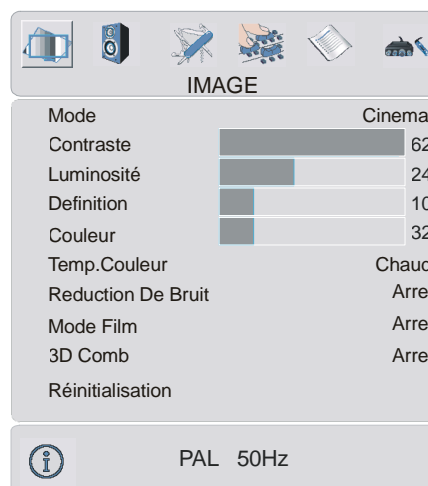 IMAGE
Mode Cinema
Contraste 62
Luminosité 24
Definition 10
Couleur 32
Temp.Couleur Chaud
Reduction De Bruit Arre
Mode Film Arre
3D Comb Arre
Réinitialisation
PAL 50Hz